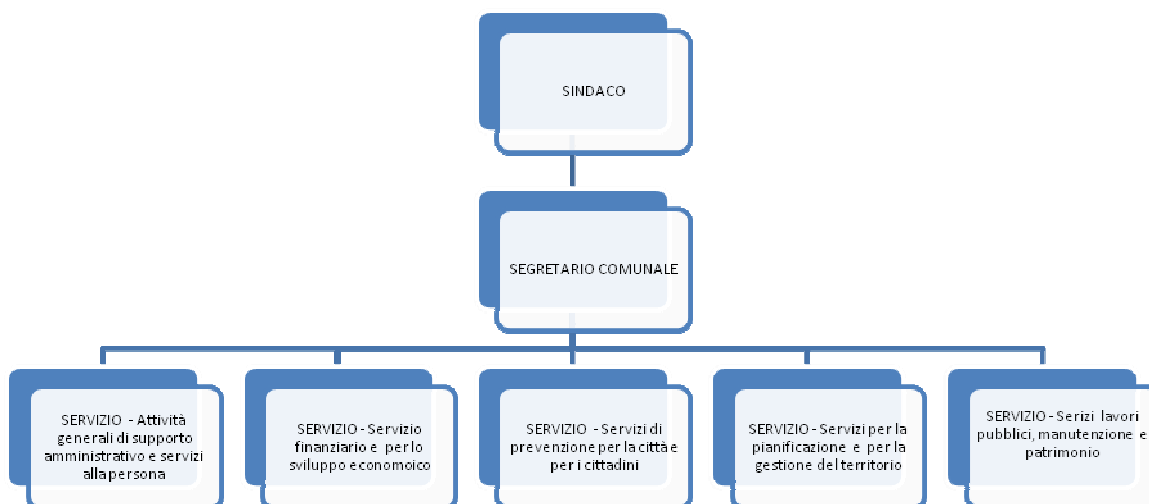 SINDACO
SEGRETARIO COMUNALE
SERVIZIO - Attività
generali di supporto
amministrativo e servizi
alla persona
SERVIZIO - Servizio
finanziario e per lo
sviluppo economoico
SERVIZIO - Servizi di
prevenzione per la città e
per i cittadini
SERVIZIO - Servizi per la
pianificazione e per la
gestione del territorio
SERVIZIO - Serizi lavori
pubblici, manutenzione e
patrimonio